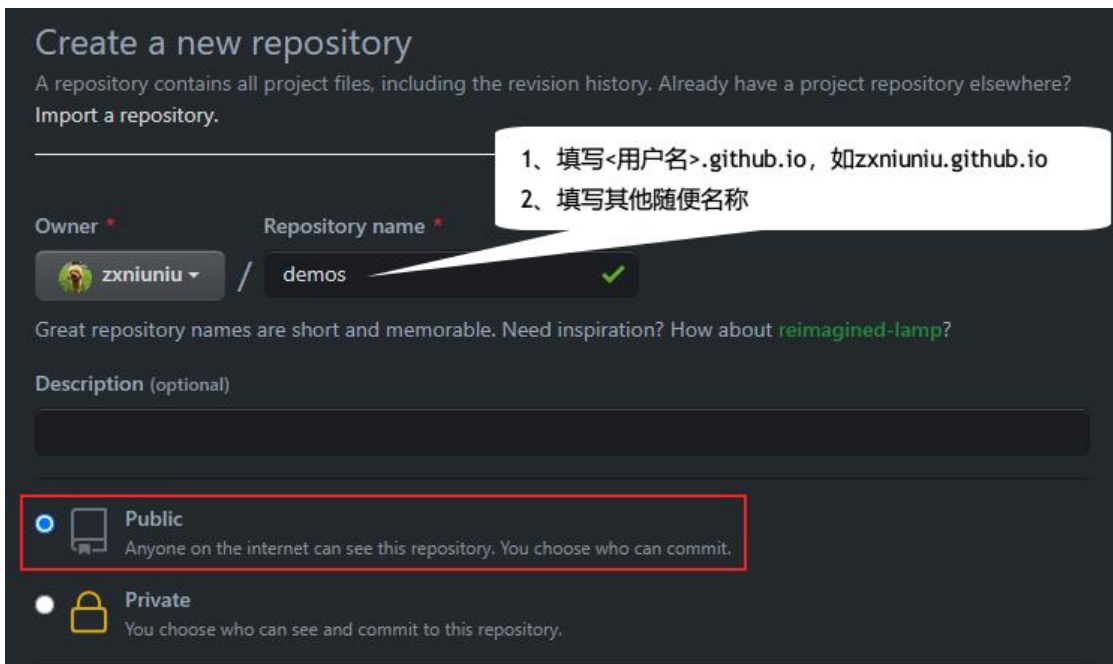 Create a new repository
A repository contains all project files, including the revision history. Already have a project repository elsewhere?
Import a repository.
1、填写<用户名>.github.io，如zxniuniu.github.io
2、填写其他随便名称
Owner * Repository name *
zxniuniu / demos
Great repository names are short and memorable. Need inspiration? How about reimagined-lamp?
Description (optional)
Public
Anyone on the internet can see this repository. You choose who can commit.
Private
You choose who can see and commit to this repository.